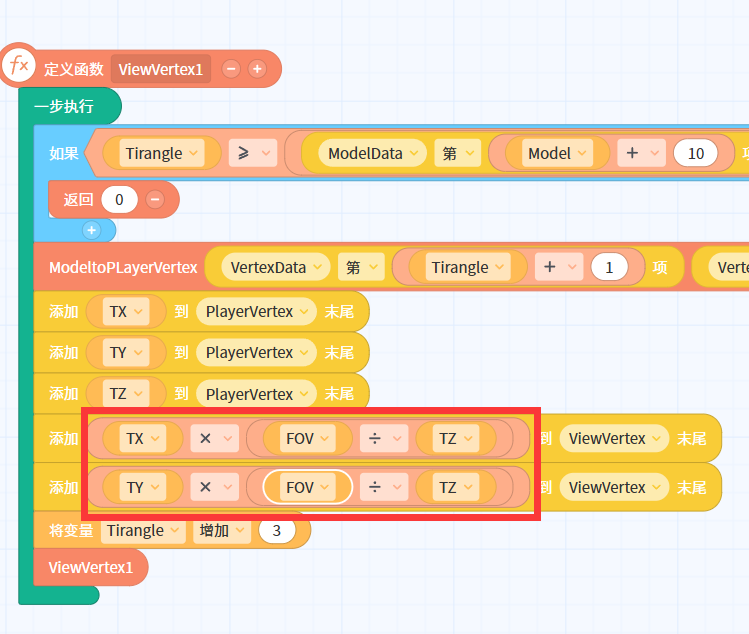 fx 定义函数 ViewVertex1 − +
一步执行
如果 Tirangle ≥ ModelData 第 Model + 10 项
返回 0 −
+
ModeltoPLayerVertex VertexData 第 Tirangle + 1 项
添加 TX 到 PlayerVertex 末尾
添加 TY 到 PlayerVertex 末尾
添加 TZ 到 PlayerVertex 末尾
添加 TX × FOV ÷ TZ 到 ViewVertex 末尾
添加 TY × FOV ÷ TZ 到 ViewVertex 末尾
将变量 Tirangle 增加 3
ViewVertex1